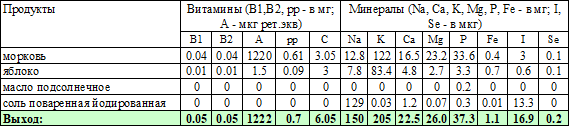 продукты Витамины (B1,B2, pp - в мг; A - мкг рет.экв) Минералы (Na, Ca, K, Mg, P, Fe - в мг; I, Se - в мкг)
B1 B2 A pp C Na K Ca Mg P Fe I Se
морковь 0.04 0.04 1220 0.61 3.05 12.8 122 16.5 23.2 33.6 0.4 3 0.1
яблоко 0.01 0.01 1.5 0.09 3 7.8 83.4 4.8 2.7 3.3 0.7 0.6 0.1
масло подсолнечное 0 0 0 0 0 0 0 0 0 0.2 0 0 0
соль поваренная йодированная 0 0 0 0 0 129 0.03 1.2 0.07 0.3 0.01 13.3 0
Выход: 0.05 0.05 1222 0.7 6.05 150 205 22.5 26.0 37.3 1.1 16.9 0.2